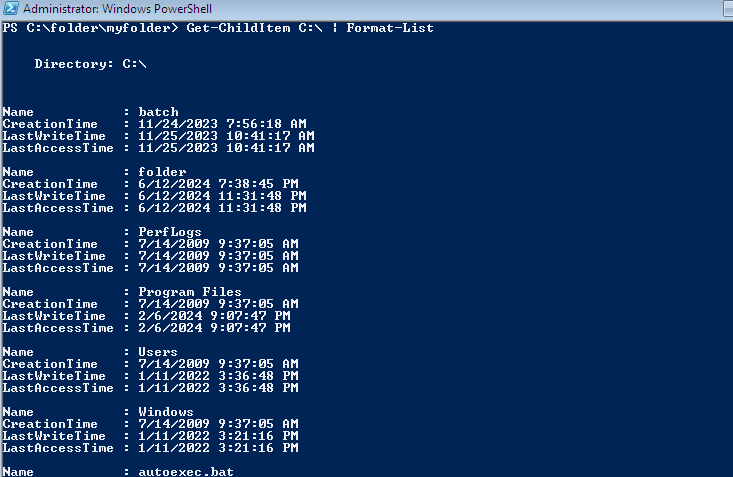 Administrator: Windows PowerShell
PS C:\folder\myfolder> Get-ChildItem C:\ | Format-List
Directory: C:\
Name : batch
CreationTime : 11/24/2023 7:56:18 AM
LastWriteTime : 11/25/2023 10:41:17 AM
LastAccessTime : 11/25/2023 10:41:17 AM
Name : folder
CreationTime : 6/12/2024 7:38:45 PM
LastWriteTime : 6/12/2024 11:31:48 PM
LastAccessTime : 6/12/2024 11:31:48 PM
Name : PerfLogs
CreationTime : 7/14/2009 9:37:05 AM
LastWriteTime : 7/14/2009 9:37:05 AM
LastAccessTime : 7/14/2009 9:37:05 AM
Name : Program Files
CreationTime : 7/14/2009 9:37:05 AM
LastWriteTime : 2/6/2024 9:07:47 PM
LastAccessTime : 2/6/2024 9:07:47 PM
Name : Users
CreationTime : 7/14/2009 9:37:05 AM
LastWriteTime : 1/11/2022 3:36:48 PM
LastAccessTime : 1/11/2022 3:36:48 PM
Name : Windows
CreationTime : 7/14/2009 9:37:05 AM
LastWriteTime : 1/11/2022 3:21:16 PM
LastAccessTime : 1/11/2022 3:21:16 PM
Name : autoexec.bat